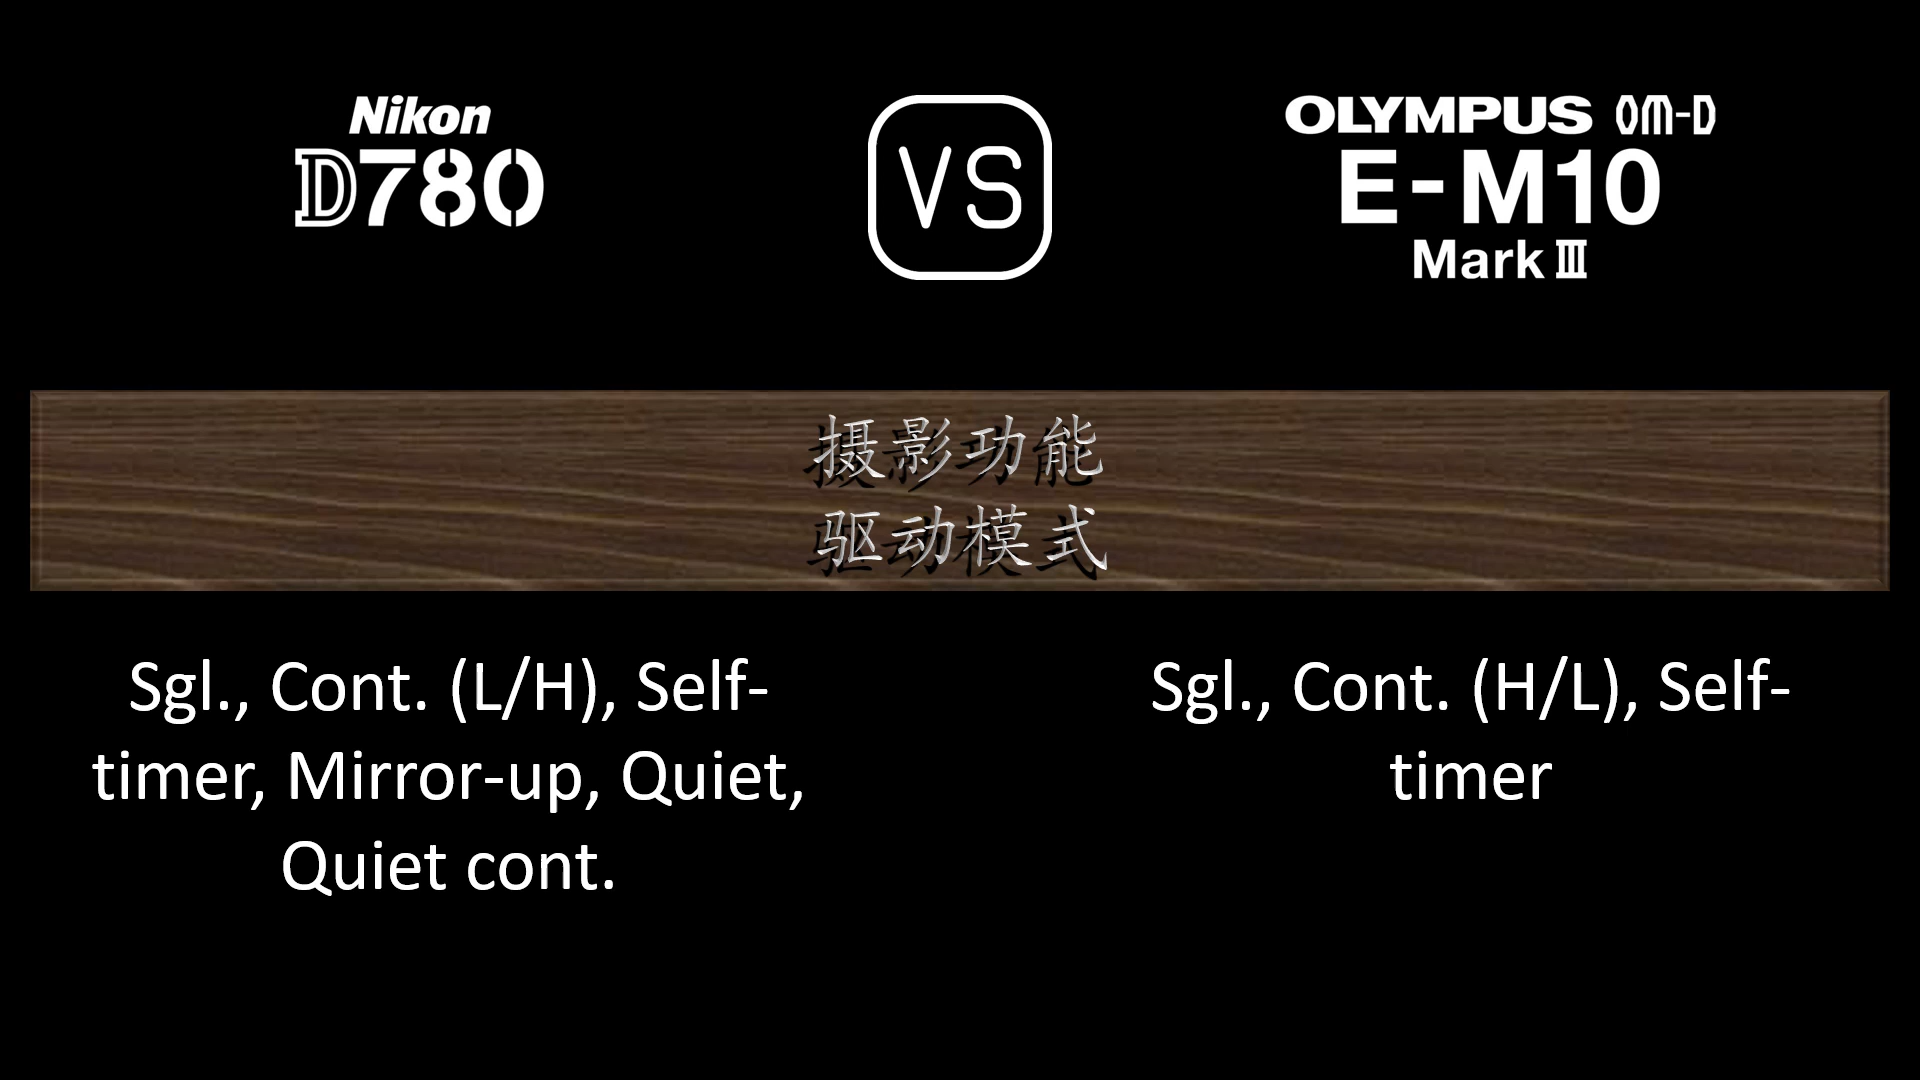 Nikon
D780
VS
OLYMPUS OM-D
E-M10
Mark III
摄影功能
驱动模式
Sgl., Cont. (L/H), Self-
timer, Mirror-up, Quiet,
Quiet cont.
Sgl., Cont. (H/L), Self-
timer